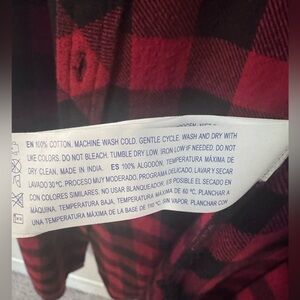 EN 100% COTTON. MACHINE WASH COLD. GENTLE CYCLE. WASH AND DRY WITH
LIKE COLORS. DO NOT BLEACH. TUMBLE DRY LOW. IRON LOW IF NEEDED. DO NOT
DRY CLEAN. MADE IN INDIA. ES 100% ALGODÓN. TEMPERATURA MÁXIMA DE
LAVADO 30 °C. PROCESO MUY MODERADO. PROGRAMA DELICADO. LAVAR Y SECAR
CON COLORES SIMILARES. NO USAR BLANQUEADOR. ES POSIBLE EL SECADO EN
MÁQUINA. TEMPERATURA BAJA, TEMPERATURA MÁXIMA DE 60 °C. PLANCHAR A
UNA TEMPERATURA MÁXIMA DE LA BASE DE 110 °C. SIN VAPOR. PLANCHAR CON